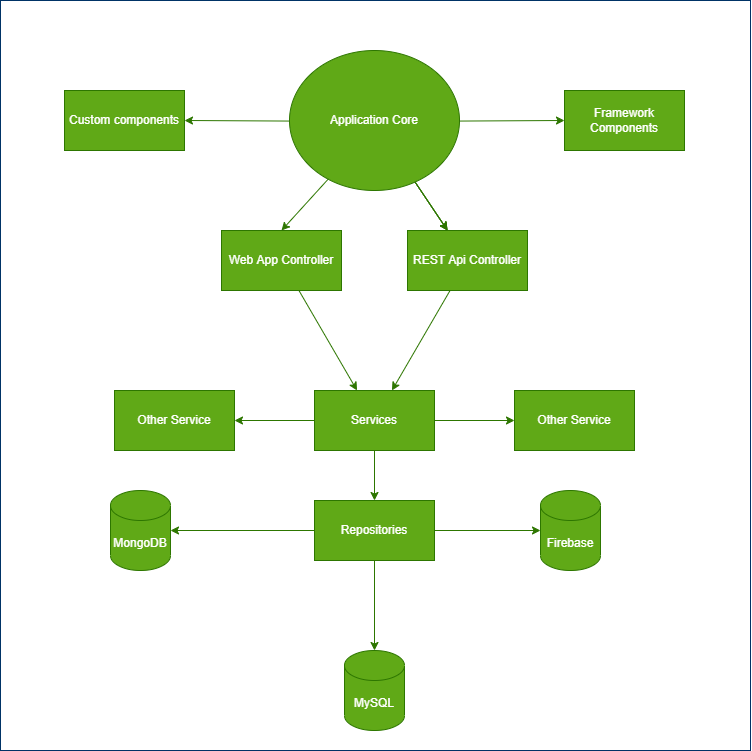 Application Core
Custom components
Framework
Components
Web App Controller
REST Api Controller
Other Service
Services
Other Service
MongoDB
Repositories
Firebase
MySQL